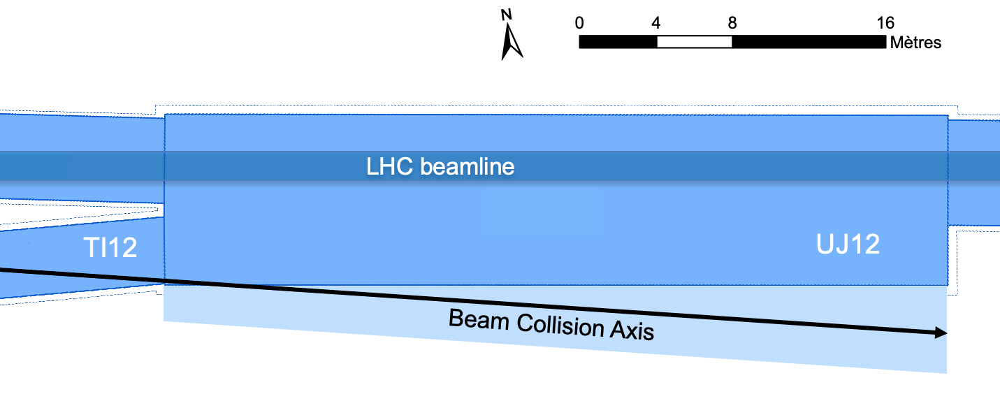 N
0 4 8 16
Mètres
LHC beamline
TI12
UJ12
Beam Collision Axis